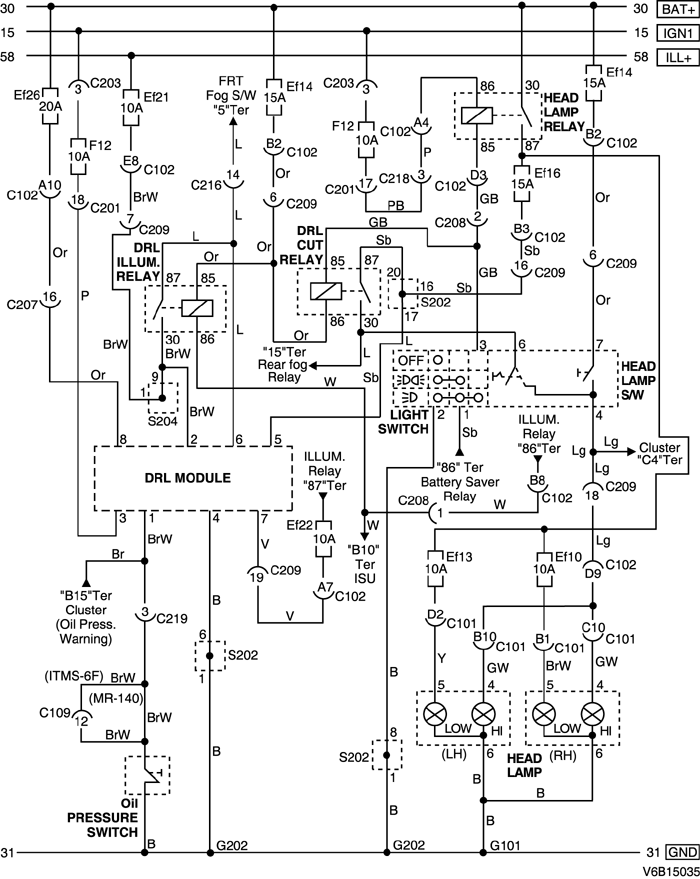 30 30 BAT+
15 15 IGN1
58 58 ILL+
Ef26
20A
C203
3
Ef21
10A
FRT
Fog S/W
"5"Ter
Ef14
15A
C203
3
86 30
HEAD
LAMP
RELAY
Ef14
15A
F12
10A
L
B2
C102
F12
10A
C102
A4
85 87
B2
C102
E8
C102
14
C216
Or
P
Ef16
15A
A10
C102
18
C201
BrW
6
C209
17
C201
C218
3
D3
C102
GB
Or
7
C209
L
PB
2
C208
B3
C102
Or
DRL
ILLUM.
RELAY
L
Or
DRL
CUT
RELAY
GB
Sb
GB
16
C209
6
C209
87 85
Or
85 87
20
16
S202
Sb
16
C207
P
30 86
86 30
17
Or
Or
BrW
BrW
L
"15"Ter
Rear fog
Relay
L
L
3 6 7
Or
9
1
S204
BrW
W
Sb
OFF
LIGHT
SWITCH
2 1
HEAD
LAMP
S/W
4
8 2 6 5
Sb
ILLUM.
Relay
"86"Ter
Lg
Lg
Cluster
"C4"Ter
DRL MODULE
ILLUM.
Relay
"87"Ter
"86" Ter
Battery Saver
Relay
B8
C102
18
C209
3 1 4 7
C208
1
W
BrW
V
Ef22
10A
W
Lg
Br
"B10"
Ter
ISU
Ef13
10A
Ef10
10A
D9
C102
"B15"Ter
Cluster
(Oil Press.
Warning)
19
C209
A7
C102
3
C219
B
V
D2
C101
B10
C101
B1
C101
C10
C101
6
S202
1
Y
GW
BrW
GW
(ITMS-6F)
BrW
B
5 4 5 4
(MR-140)
C109
12
BrW
BrW
LOW HI
LOW HI
8
S202
1
(LH)
6
HEAD
LAMP
(RH)
6
B
B
B
Oil
PRESSURE
SWITCH
B
B
B
31
G202
G202
G101
31 GND
V6B15035